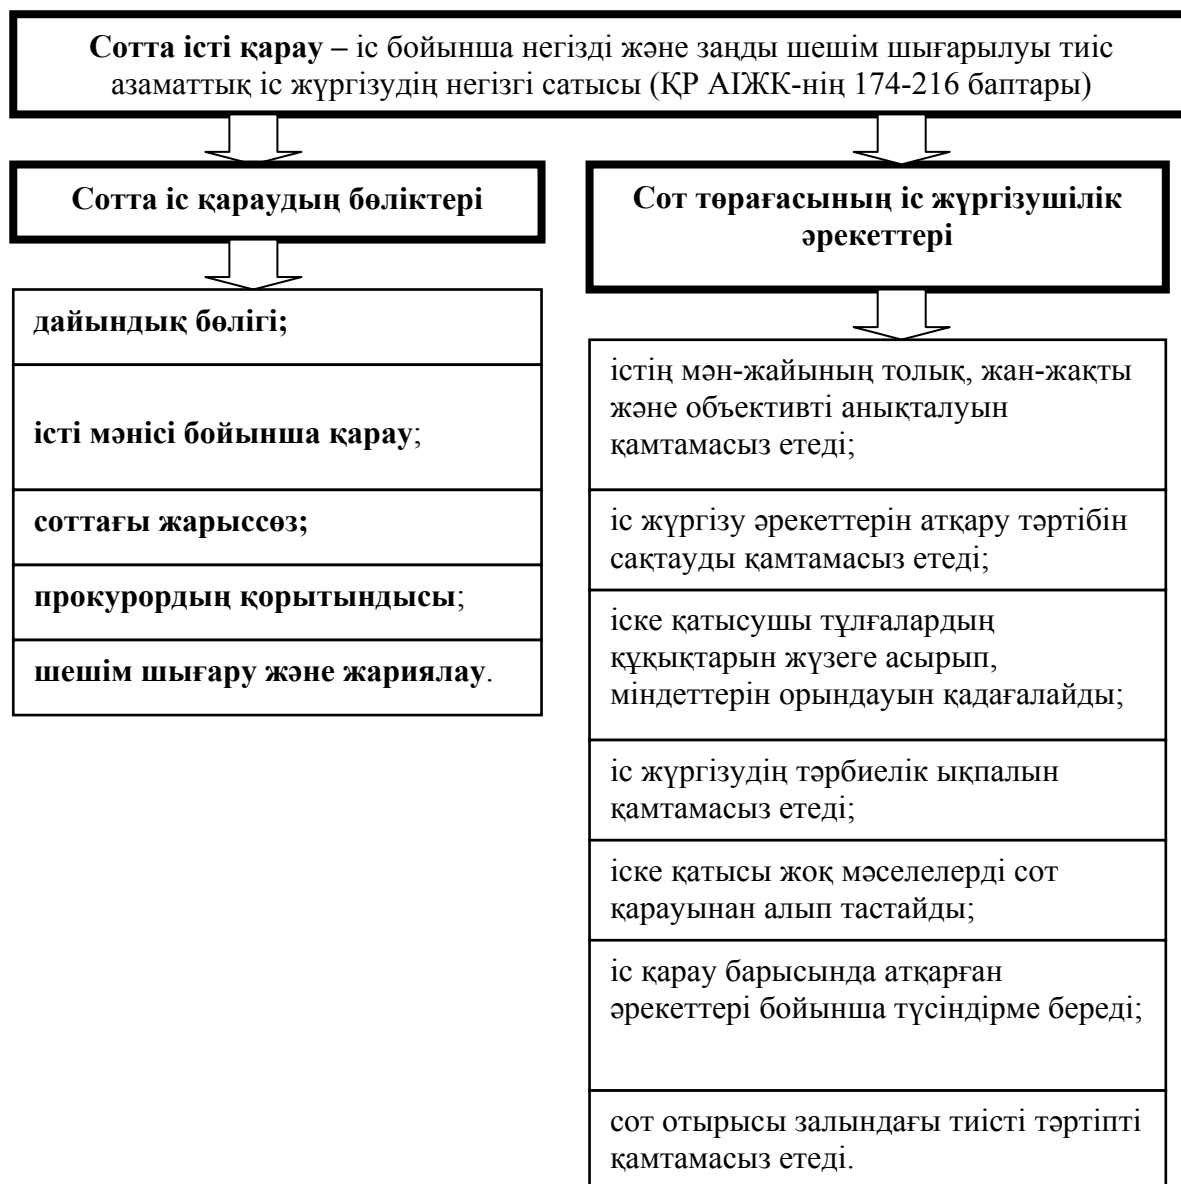 Сотта істі қарау – іс бойынша негізді және заңды шешім шығарылуы тиіс
азаматтық іс жүргізудің негізгі сатысы (ҚР АІЖК-нің 174-216 баптары)
Сотта іс қараудың бөліктері
дайындық бөлігі;
істі мәнісі бойынша қарау;
соттағы жарыссөз;
прокурордың қорытындысы;
шешім шығару және жариялау.
Сот төрағасының іс жүргізушілік
әрекеттері
істің мән-жайының толық, жан-жақты
және объективті анықталуын
қамтамасыз етеді;
іс жүргізу әрекеттерін атқару тәртібін
сақтауды қамтамасыз етеді;
іске қатысушы тұлғалардың
құқықтарын жүзеге асырып,
міндеттерін орындауын қадағалайды;
іс жүргізудің тәрбиелік ықпалын
қамтамасыз етеді;
іске қатысы жоқ мәселелерді сот
қарауынан алып тастайды;
іс қарау барысында атқарған
әрекеттері бойынша түсіндірме береді;
сот отырысы залындағы тиісті тәртіпті
қамтамасыз етеді.